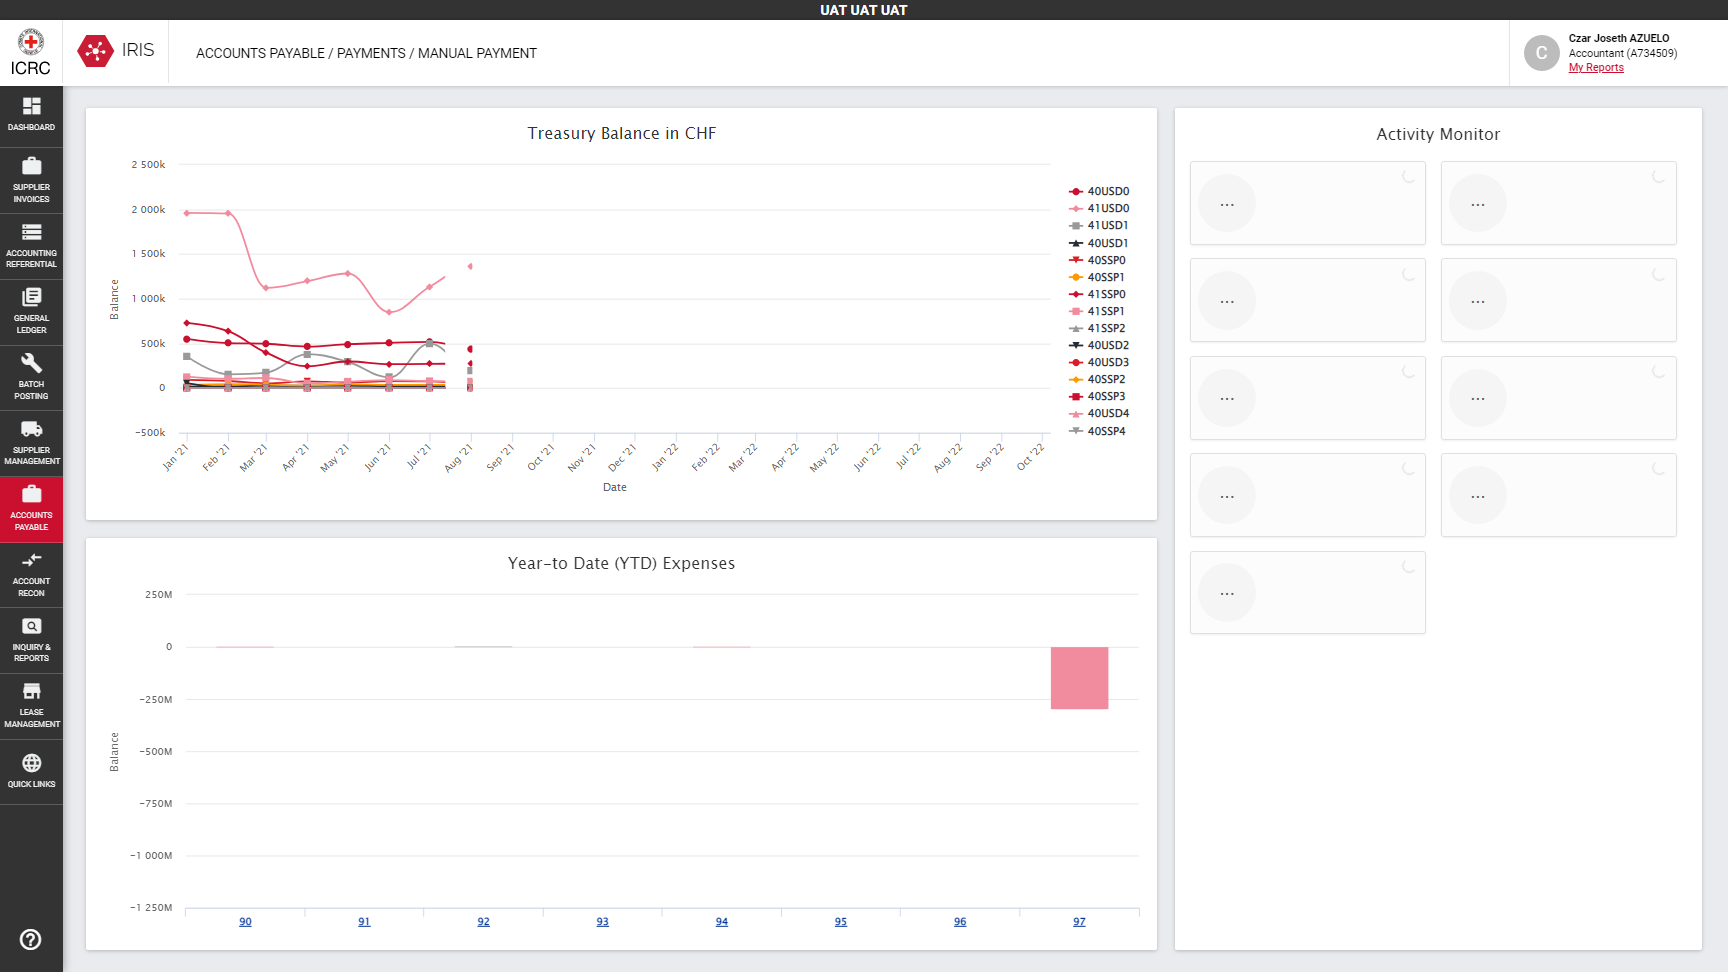 UAT UAT UAT
ICRC
IRIS
ACCOUNTS PAYABLE / PAYMENTS / MANUAL PAYMENT
C
Czar Joseth AZUELO
Accountant (A734509)
My Reports
DASHBOARD
SUPPLIER
INVOICES
ACCOUNTING
REFERENTIAL
GENERAL
LEDGER
BATCH
POSTING
SUPPLIER
MANAGEMENT
ACCOUNTS
PAYABLE
ACCOUNT
RECON
INQUIRY &
REPORTS
LEASE
MANAGEMENT
QUICK LINKS
Treasury Balance in CHF
2 500k
2 000k
1 500k
1 000k
500k
0
−500k
Balance
Jan '21
Feb '21
Mar '21
Apr '21
May '21
Jun '21
Jul '21
Aug '21
Sep '21
Oct '21
Nov '21
Dec '21
Jan '22
Feb '22
Mar '22
Apr '22
May '22
Jun '22
Jul '22
Aug '22
Sep '22
Oct '22
Date
40USD0
41USD0
41USD1
40USD1
40SSP0
40SSP1
41SSP0
41SSP1
41SSP2
40USD2
40USD3
40SSP2
40SSP3
40USD4
40SSP4
Year-to Date (YTD) Expenses
250M
0
−250M
−500M
−750M
−1 000M
−1 250M
Balance
90
91
92
93
94
95
96
97
Activity Monitor
...
...
...
...
...
...
...
...
...